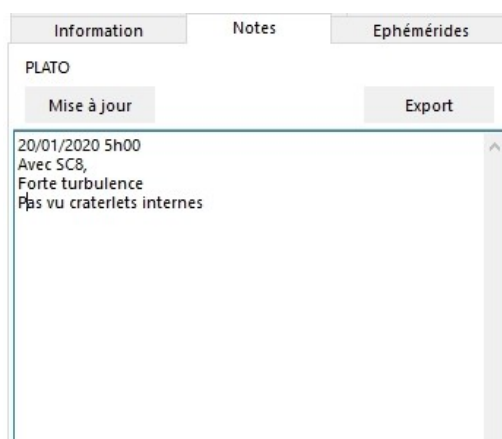 Information Notes Ephémérides
PLATO
Mise à jour Export
20/01/2020 5h00
Avec SC8,
Forte turbulence
Pas vu craterlets internes